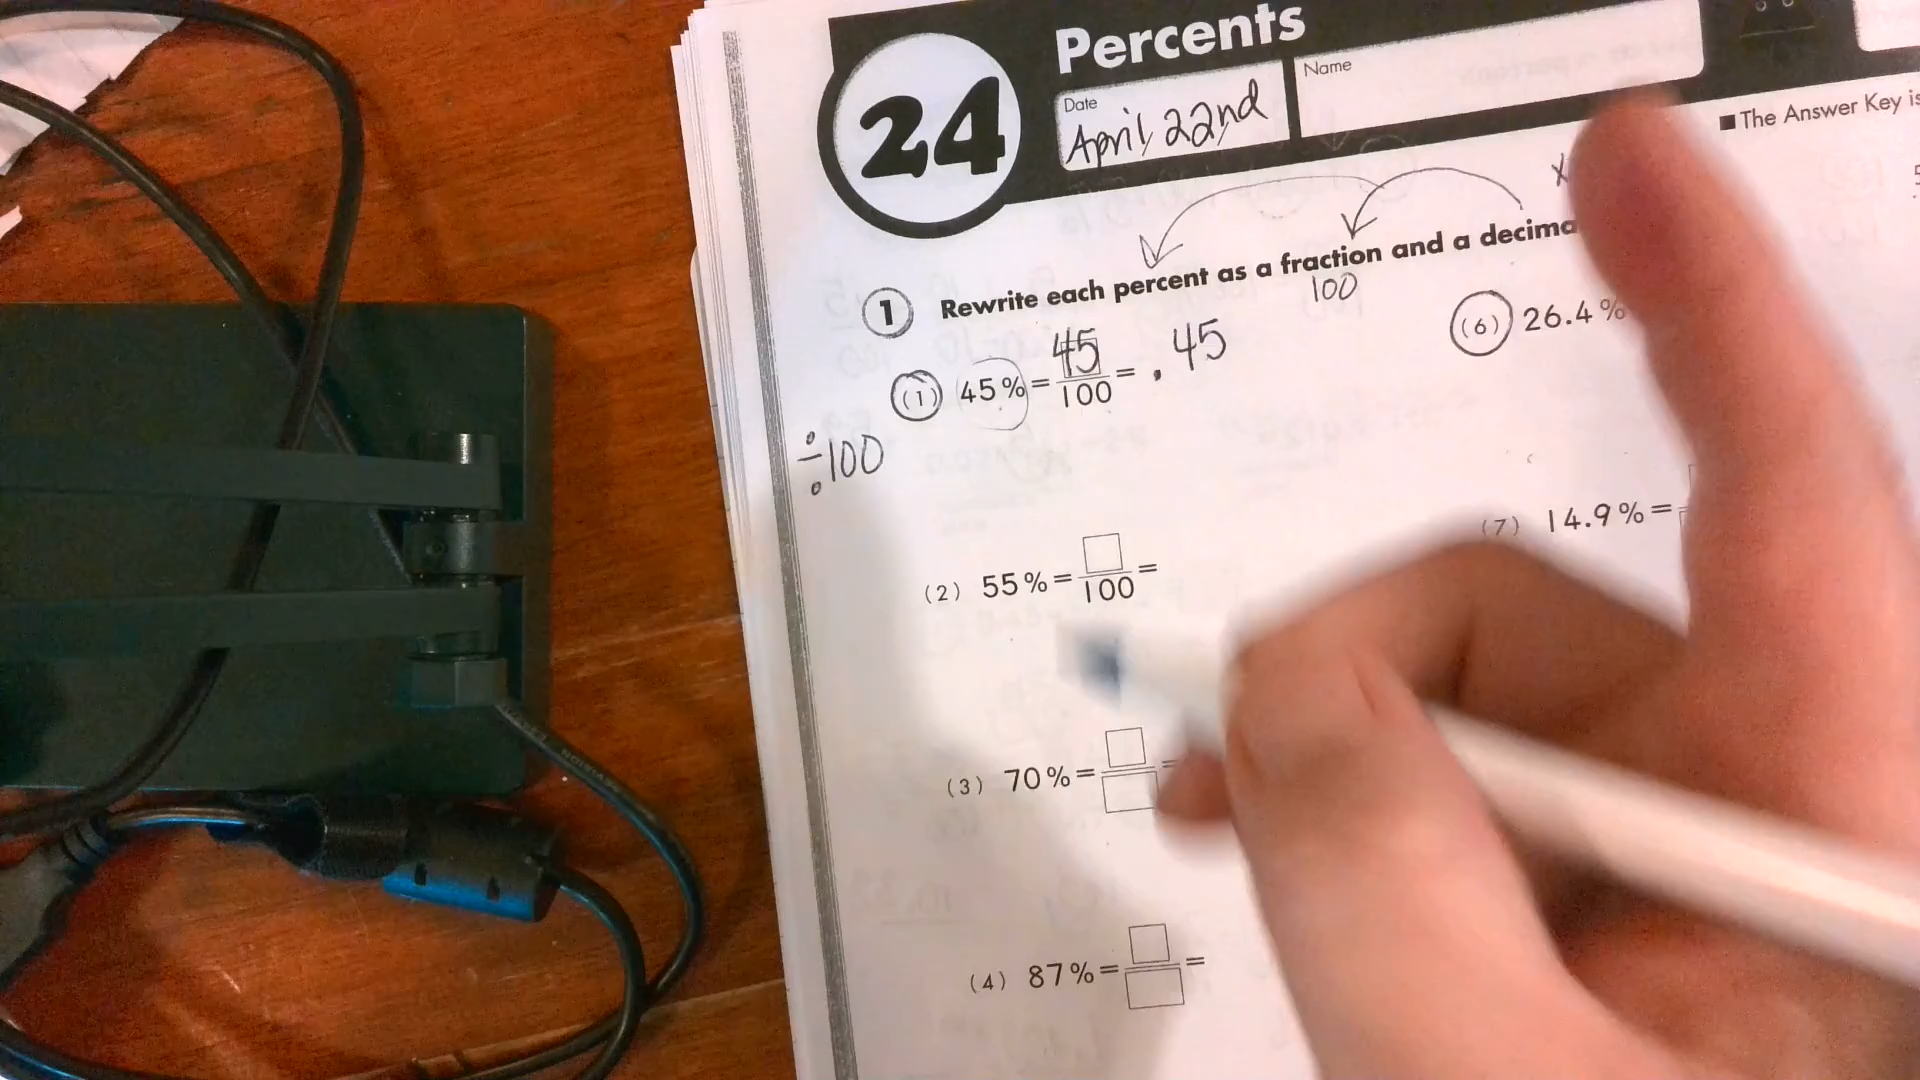 24
Percents
Date
April, 22nd
Name
■ The Answer Key is
1 Rewrite each percent as a fraction and a decima
100
(1) 45% = 45/100 = .45
÷100
(2) 55% = □/100 =
(3) 70% = □/□ =
(4) 87% = □/□ =
(6) 26.4%
(7) 14.9% =